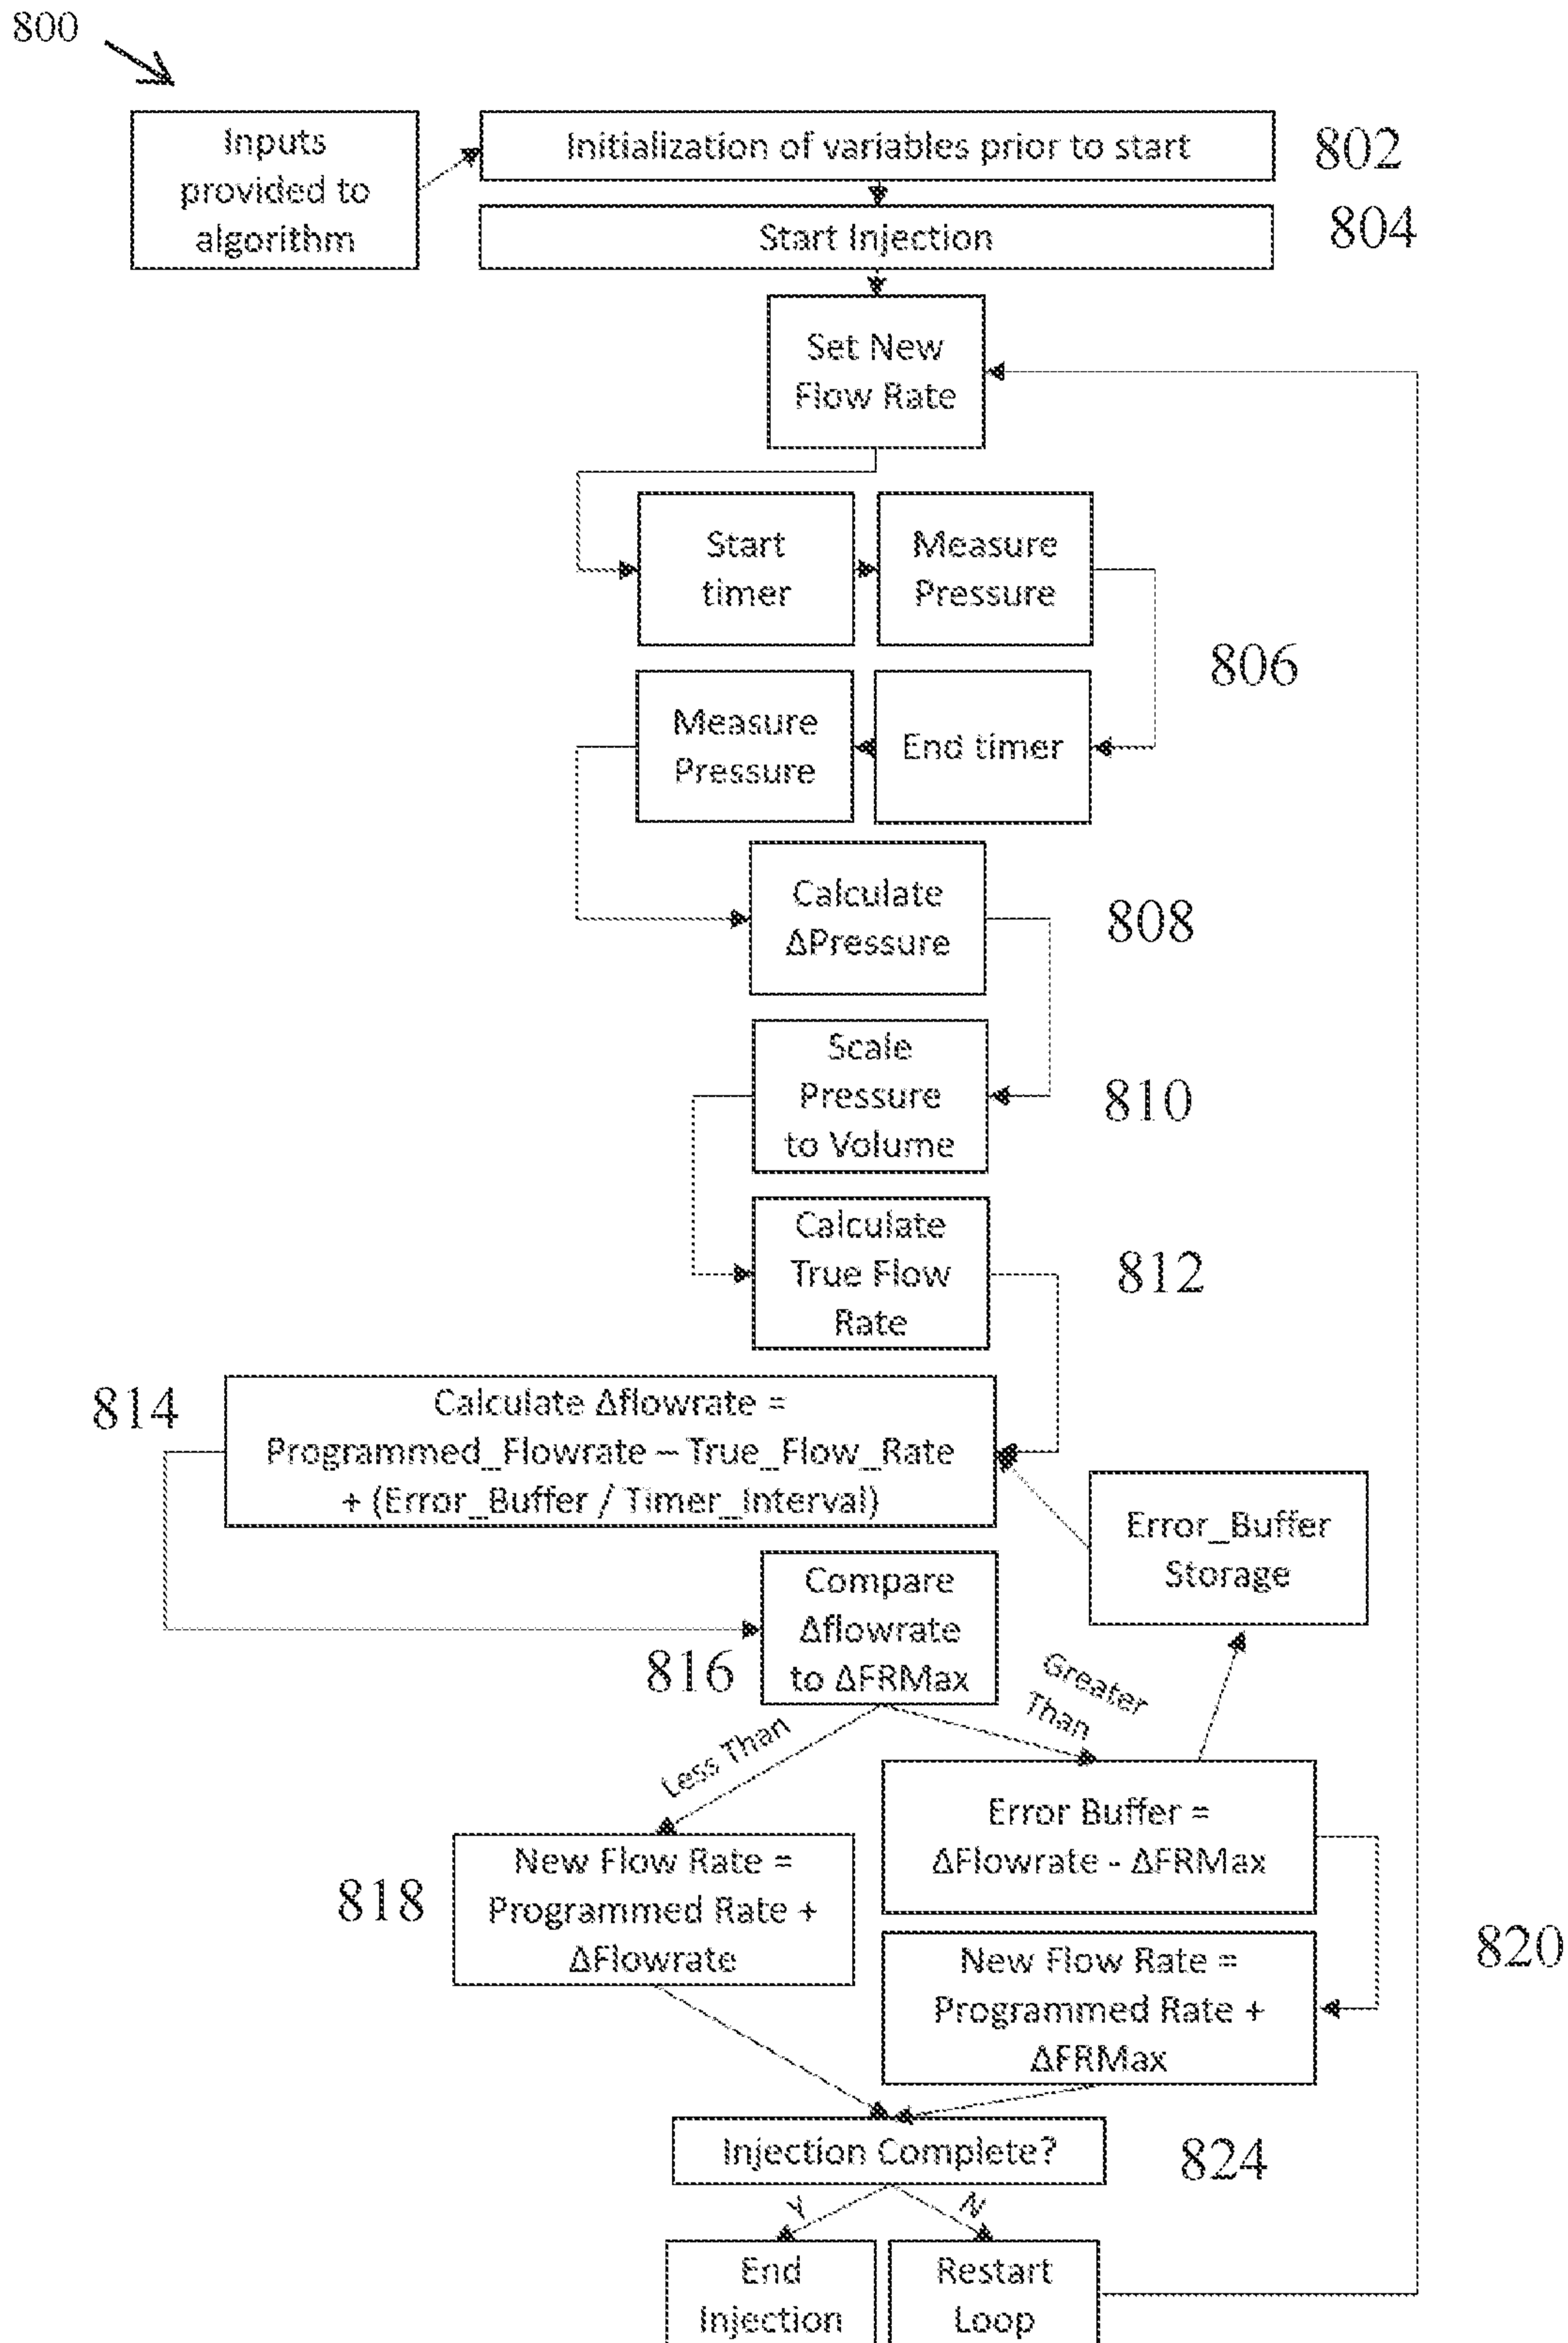 800
Inputs
provided to
algorithm
Initialization of variables prior to start
802
Start Injection
804
Set New
Flow Rate
Start
timer
Measure
Pressure
806
Measure
Pressure
End timer
Calculate
ΔPressure
808
Scale
Pressure
to Volume
810
Calculate
True Flow
Rate
812
814
Calculate Δflowrate =
Programmed_Flowrate – True_Flow_Rate
+ (Error_Buffer / Timer_Interval)
Error_Buffer
Storage
Compare
Δflowrate
to ΔFRMax
816
Greater
Than
Less Than
Error Buffer =
ΔFlowrate - ΔFRMax
818
New Flow Rate =
Programmed Rate +
ΔFlowrate
820
New Flow Rate =
Programmed Rate +
ΔFRMax
Injection Complete?
824
Y
N
End
Injection
Restart
Loop